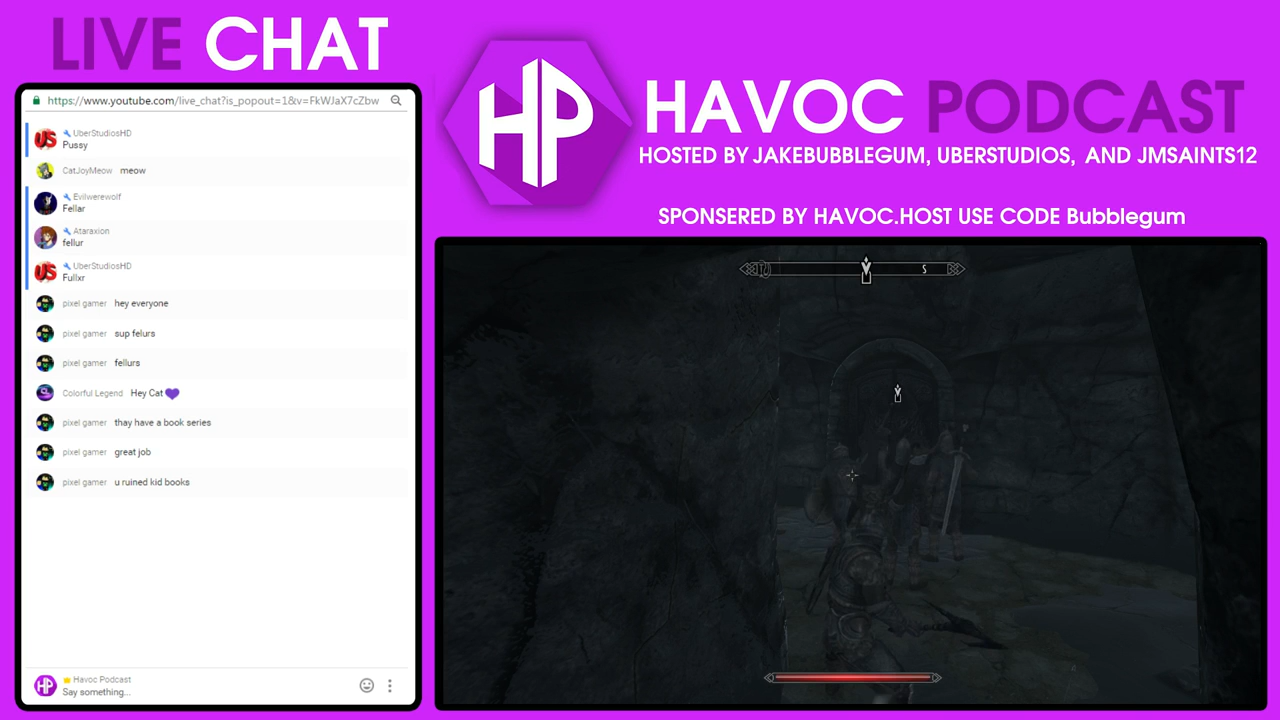 LIVE CHAT
https://www.youtube.com/live_chat?is_popout=1&v=FkWJaX7cZbw
UberStudiosHD
Pussy
CatJoyMeow meow
Evilwerewolf
Fellar
Ataraxion
fellur
UberStudiosHD
Fullxr
pixel gamer hey everyone
pixel gamer sup felurs
pixel gamer fellurs
Colorful Legend Hey Cat
pixel gamer thay have a book series
pixel gamer great job
pixel gamer u ruined kid books
Havoc Podcast
Say something...
HP
HAVOC PODCAST
HOSTED BY JAKEBUBBLEGUM, UBERSTUDIOS, AND JMSAINTS12
SPONSERED BY HAVOC.HOST USE CODE Bubblegum
S